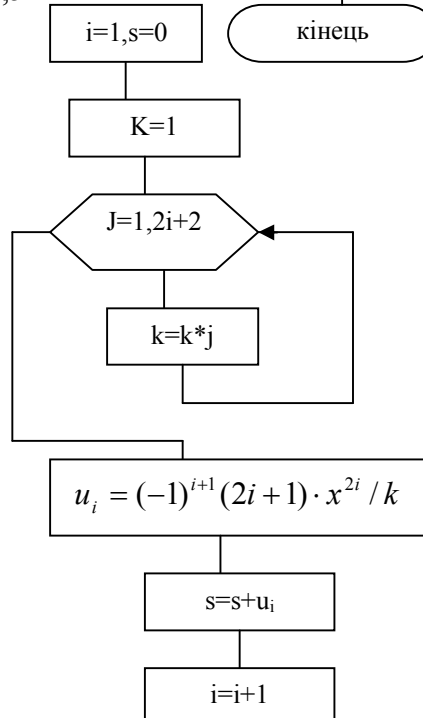 i=1,s=0
кінець
K=1
J=1,2i+2
k=k*j
u_i = (-1)^{i+1}(2i+1)·x^{2i} / k
s=s+u_i
i=i+1